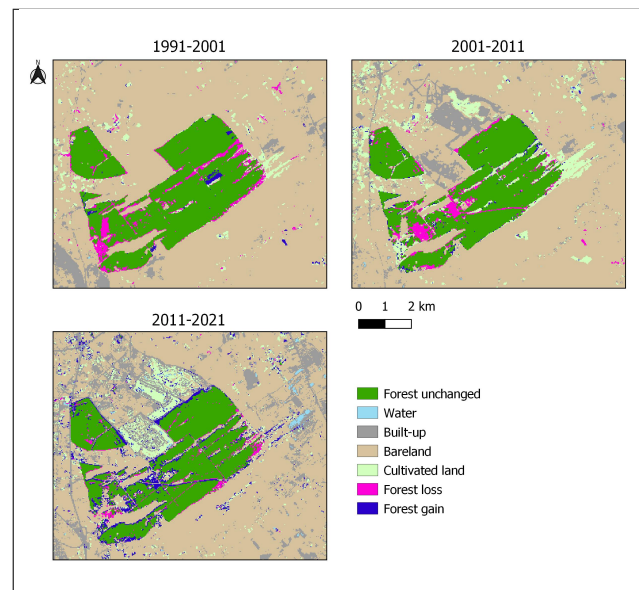 1991-2001
2001-2011
N
0 1 2 km
2011-2021
Forest unchanged
Water
Built-up
Bareland
Cultivated land
Forest loss
Forest gain